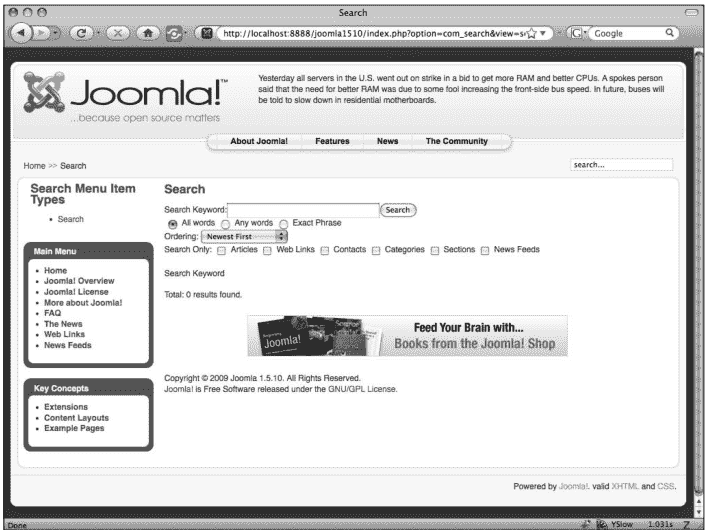 Search
http://localhost:8888/joomla1510/index.php?option=com_search&view=se
Google
Joomla!™
...because open source matters
Yesterday all servers in the U.S. went out on strike in a bid to get more RAM and better CPUs. A spokes person
said that the need for better RAM was due to some fool increasing the front-side bus speed. In future, buses will
be told to slow down in residential motherboards.
About Joomla! Features News The Community
Home >> Search
search...
Search Menu Item
Types
Search
Main Menu
Home
Joomla! Overview
Joomla! License
More about Joomla!
FAQ
The News
Web Links
News Feeds
Key Concepts
Extensions
Content Layouts
Example Pages
Search
Search Keyword: Search
All words Any words Exact Phrase
Ordering: Newest First
Search Only: Articles Web Links Contacts Categories Sections News Feeds
Search Keyword
Total: 0 results found.
Joomla!
Feed Your Brain with...
Books from the Joomla! Shop
Copyright © 2009 Joomla 1.5.10. All Rights Reserved.
Joomla! is Free Software released under the GNU/GPL License.
Powered by Joomla!. valid XHTML and CSS.
Done
YSlow 1.031s